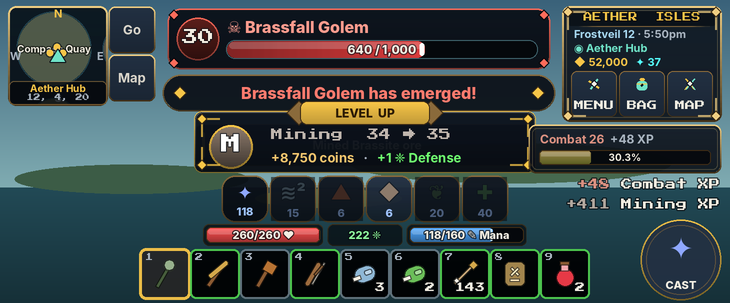 N
W
E
Compa
Quay
Aether Hub
12, 4, 20
Go
Map
30
Brassfall Golem
640 / 1,000
Brassfall Golem has emerged!
LEVEL UP
M
Mining 34 → 35
+8,750 coins · +1 Defense
AETHER ISLES
Frostveil 12 · 5:50pm
Aether Hub
52,000 37
MENU
BAG
MAP
Combat 26 +48 XP
30.3%
+48 Combat XP
+411 Mining XP
118
2
15
6
6
20
40
260/260
222
118/160 Mana
1
2
3
4
5
3
6
2
7
143
8
9
2
CAST